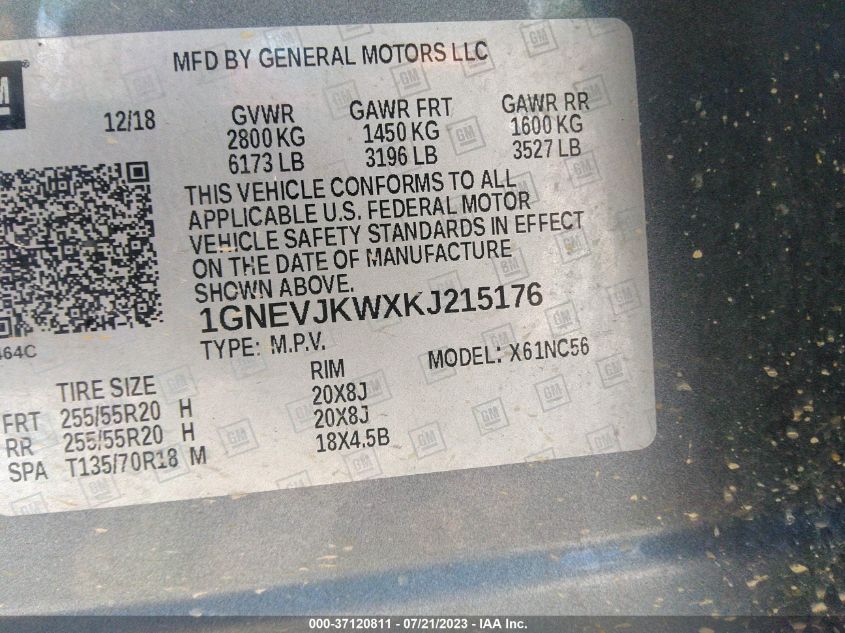 MFD BY GENERAL MOTORS LLC
GM ®
12/18 GVWR GAWR FRT GAWR RR
2800 KG 1450 KG 1600 KG
6173 LB 3196 LB 3527 LB
THIS VEHICLE CONFORMS TO ALL
APPLICABLE U.S. FEDERAL MOTOR
VEHICLE SAFETY STANDARDS IN EFFECT
ON THE DATE OF MANUFACTURE
SHOWN ABOVE.
1GNEVJKWXKJ215176
464C
TYPE: M.P.V. MODEL: X61NC56
TIRE SIZE RIM
FRT 255/55R20 H 20X8J
RR 255/55R20 H 20X8J
SPA T135/70R18 M 18X4.5B
000-37120811 - 07/21/2023 - IAA Inc.